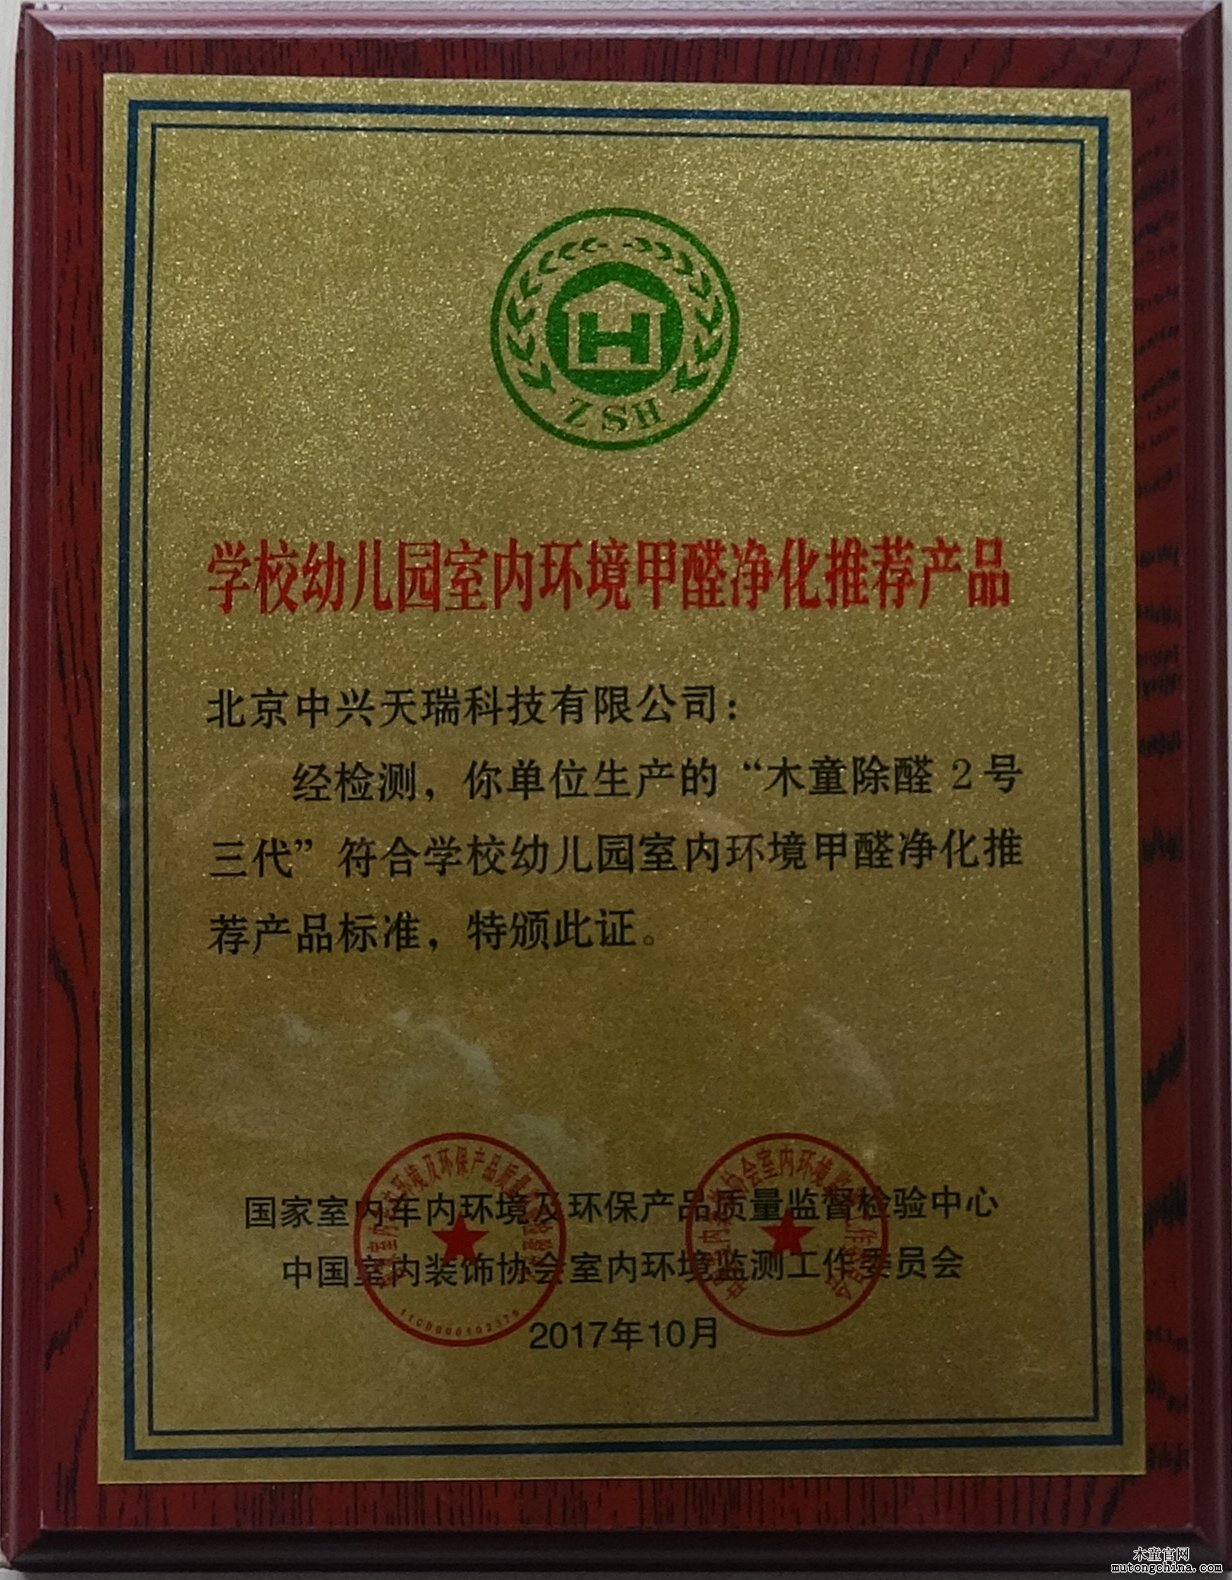 ZSH
学校幼儿园室内环境甲醛净化推荐产品
北京中兴天瑞科技有限公司：
经检测，你单位生产的“木童除醛 2 号
三代”符合学校幼儿园室内环境甲醛净化推
荐产品标准，特颁此证。
国家室内车内环境及环保产品质量监督检验中心
中国室内装饰协会室内环境监测工作委员会
2017年10月
木童官网
mutongchina.com